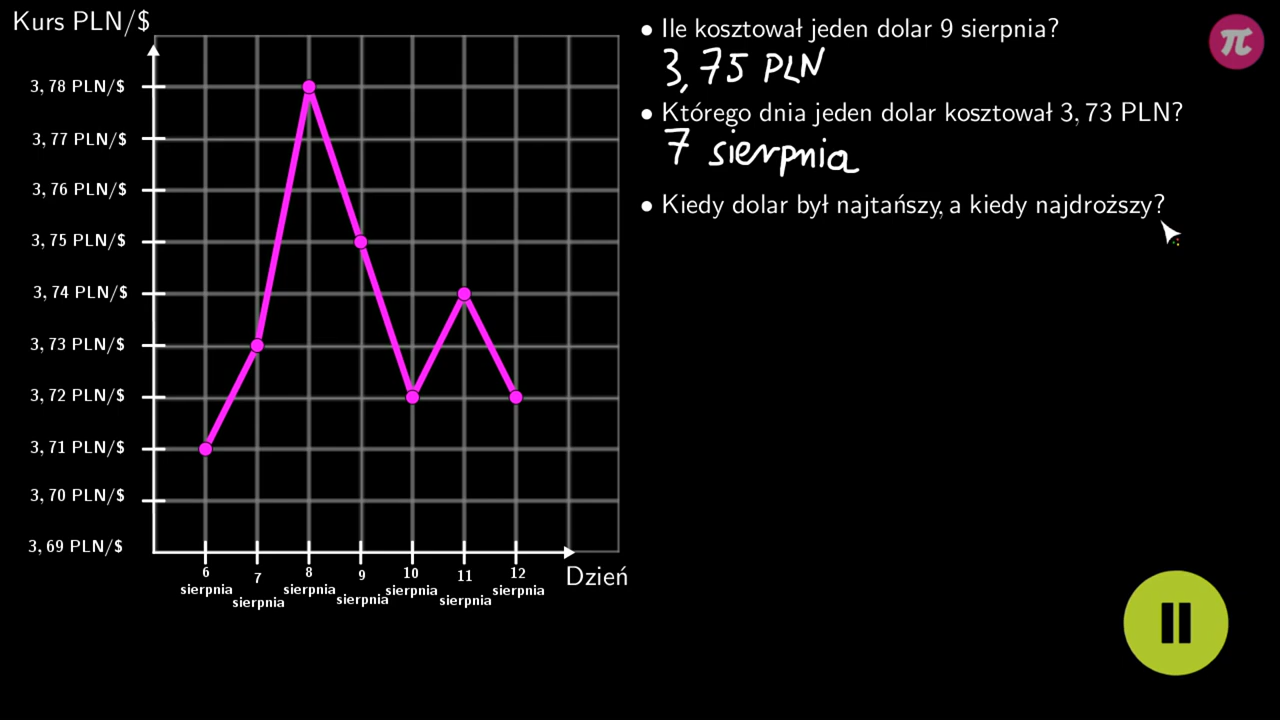 Kurs PLN/$
3,78 PLN/$
3,77 PLN/$
3,76 PLN/$
3,75 PLN/$
3,74 PLN/$
3,73 PLN/$
3,72 PLN/$
3,71 PLN/$
3,70 PLN/$
3,69 PLN/$
6 sierpnia
7 sierpnia
8 sierpnia
9 sierpnia
10 sierpnia
11 sierpnia
12 sierpnia
Dzień
• Ile kosztował jeden dolar 9 sierpnia?
3,75 PLN
• Którego dnia jeden dolar kosztował 3,73 PLN?
7 sierpnia
• Kiedy dolar był najtańszy, a kiedy najdroższy?
π